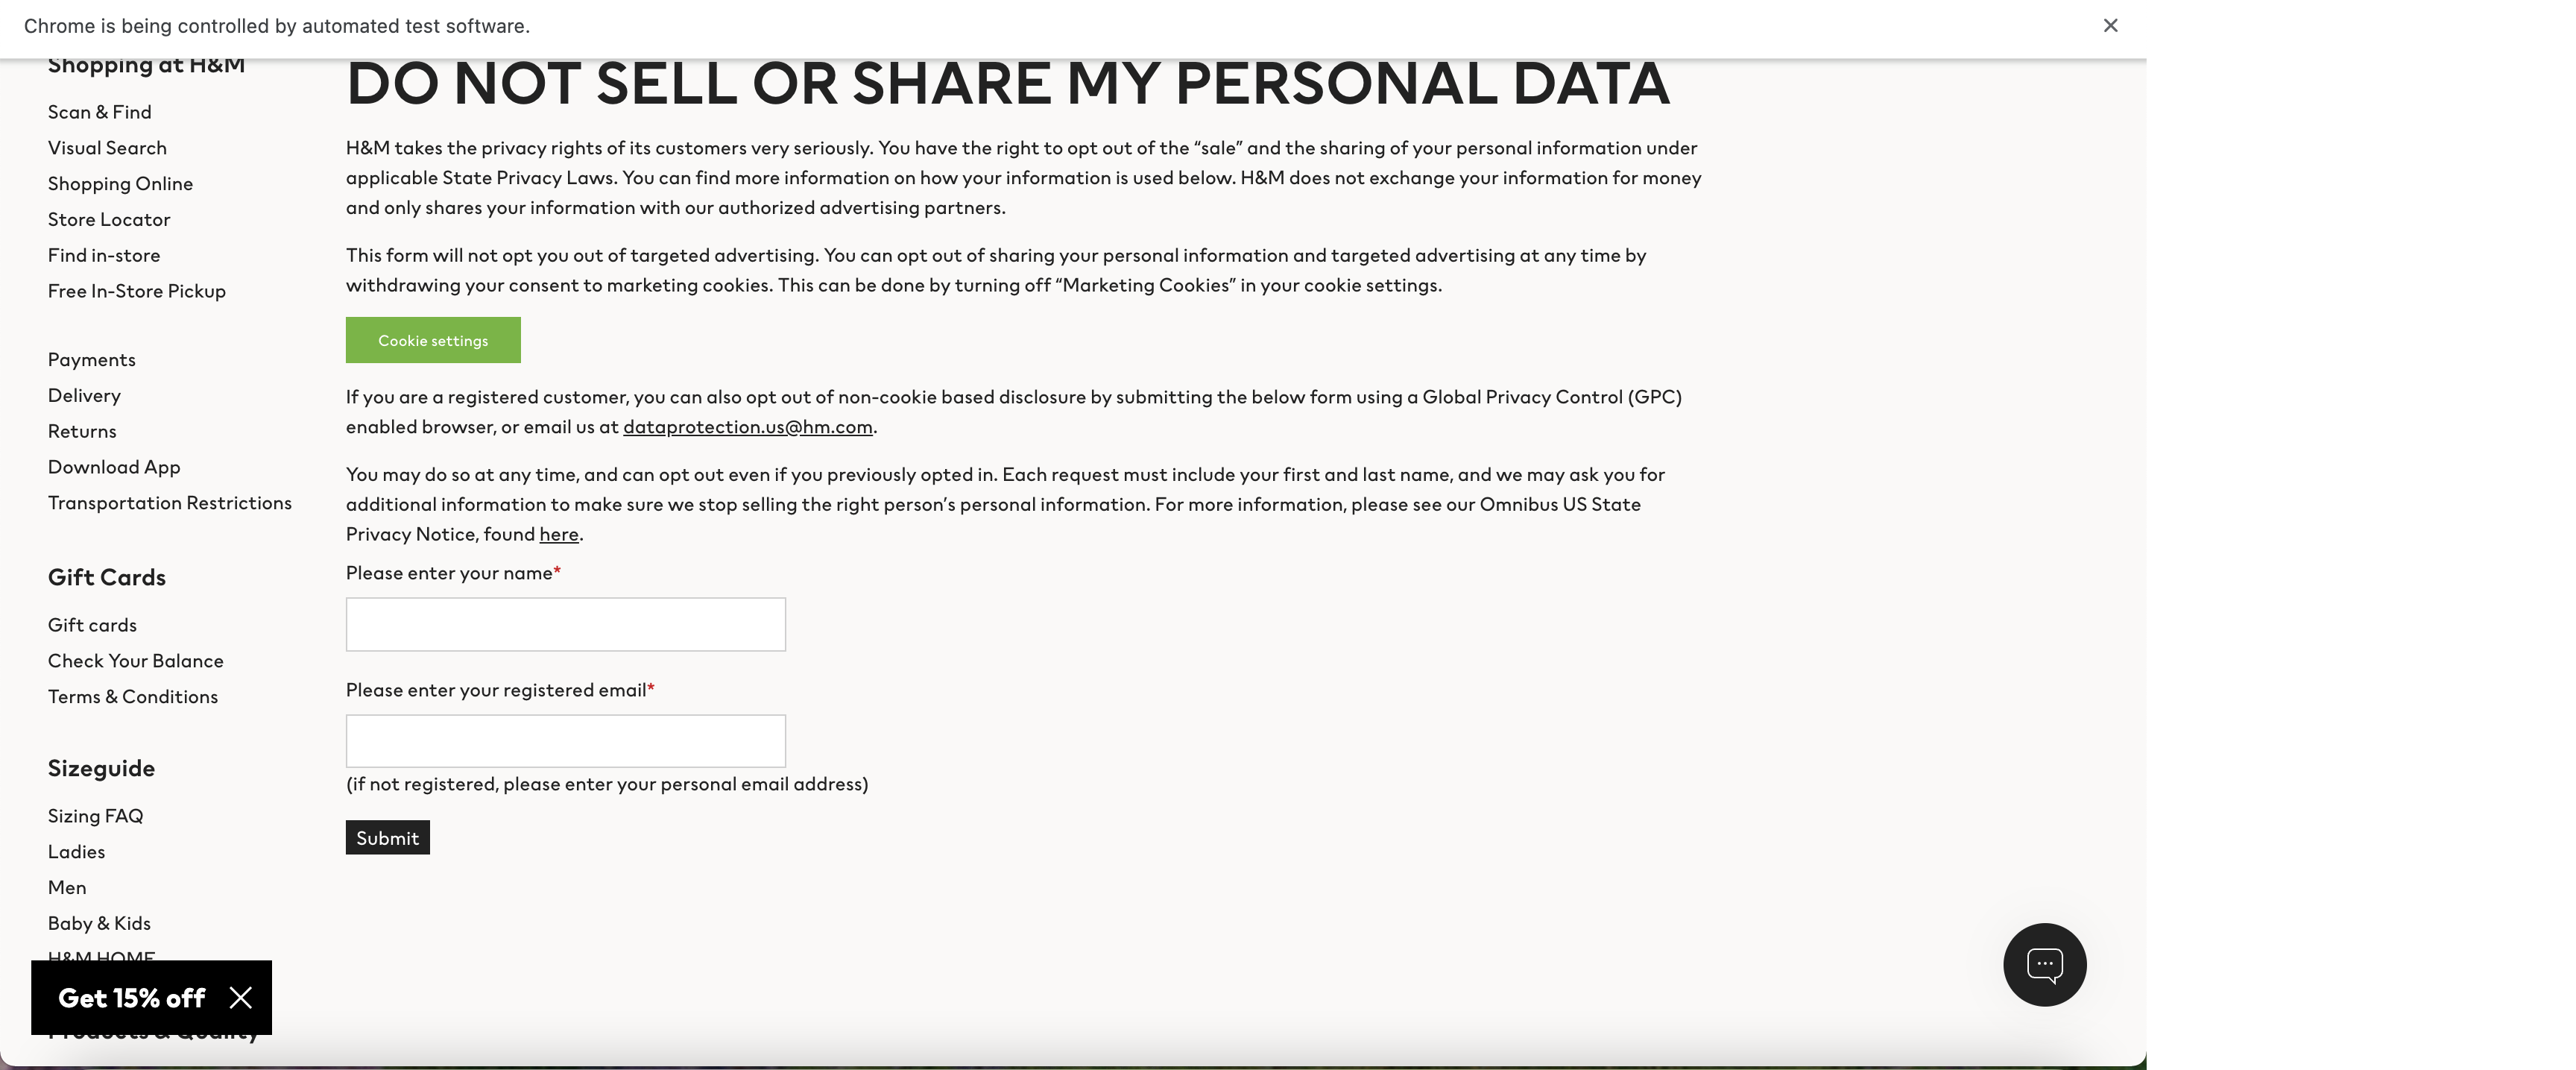 Chrome is being controlled by automated test software.
Shopping at H&M
Scan & Find
Visual Search
Shopping Online
Store Locator
Find in-store
Free In-Store Pickup
Payments
Delivery
Returns
Download App
Transportation Restrictions
Gift Cards
Gift cards
Check Your Balance
Terms & Conditions
Sizeguide
Sizing FAQ
Ladies
Men
Baby & Kids
H&M HOME
Get 15% off
Products & Quality
DO NOT SELL OR SHARE MY PERSONAL DATA
H&M takes the privacy rights of its customers very seriously. You have the right to opt out of the “sale” and the sharing of your personal information under
applicable State Privacy Laws. You can find more information on how your information is used below. H&M does not exchange your information for money
and only shares your information with our authorized advertising partners.
This form will not opt you out of targeted advertising. You can opt out of sharing your personal information and targeted advertising at any time by
withdrawing your consent to marketing cookies. This can be done by turning off “Marketing Cookies” in your cookie settings.
Cookie settings
If you are a registered customer, you can also opt out of non-cookie based disclosure by submitting the below form using a Global Privacy Control (GPC)
enabled browser, or email us at dataprotection.us@hm.com.
You may do so at any time, and can opt out even if you previously opted in. Each request must include your first and last name, and we may ask you for
additional information to make sure we stop selling the right person’s personal information. For more information, please see our Omnibus US State
Privacy Notice, found here.
Please enter your name*
Please enter your registered email*
(if not registered, please enter your personal email address)
Submit